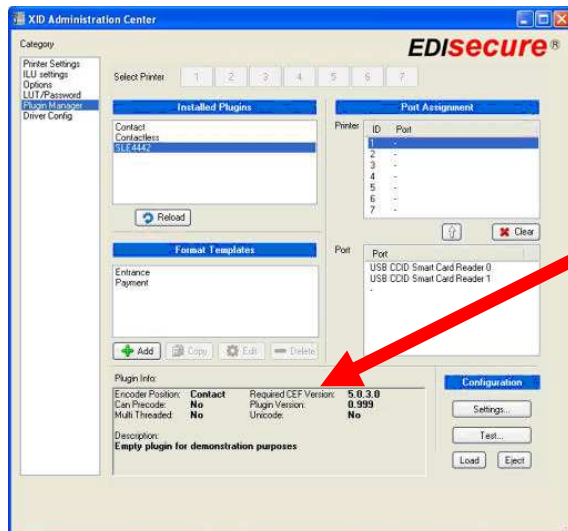 XID Administration Center
Category
EDIsecure®
Printer Settings
ILU settings
Options
LUT/Password
Plugin Manager
Driver Config
Select Printer 1 2 3 4 5 6 7
Installed Plugins
Contact
Contactless
SLE4442
Reload
Format Templates
Entrance
Payment
Add Copy Edit Delete
Port Assignment
Printer ID Port
1 -
2 -
3 -
4 -
5 -
6 -
7 -
Clear
Port Port
USB CCID Smart Card Reader 0
USB CCID Smart Card Reader 1
-
Plugin Info:
Encoder Position: Contact Required CEF Version: 5.0.3.0
Can Precode: No Plugin Version: 0.999
Multi Threaded: No Unicode: No
Description:
Empty plugin for demonstration purposes
Configuration
Settings...
Test...
Load Eject